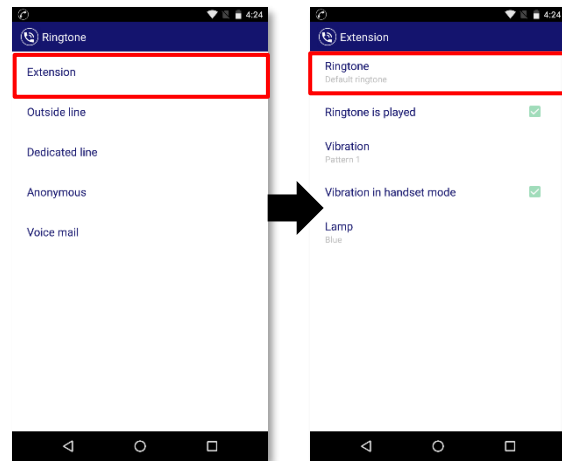 4:24
Ringtone
Extension
Outside line
Dedicated line
Anonymous
Voice mail
4:24
Extension
Ringtone
Default ringtone
Ringtone is played
Vibration
Pattern 1
Vibration in handset mode
Lamp
Blue